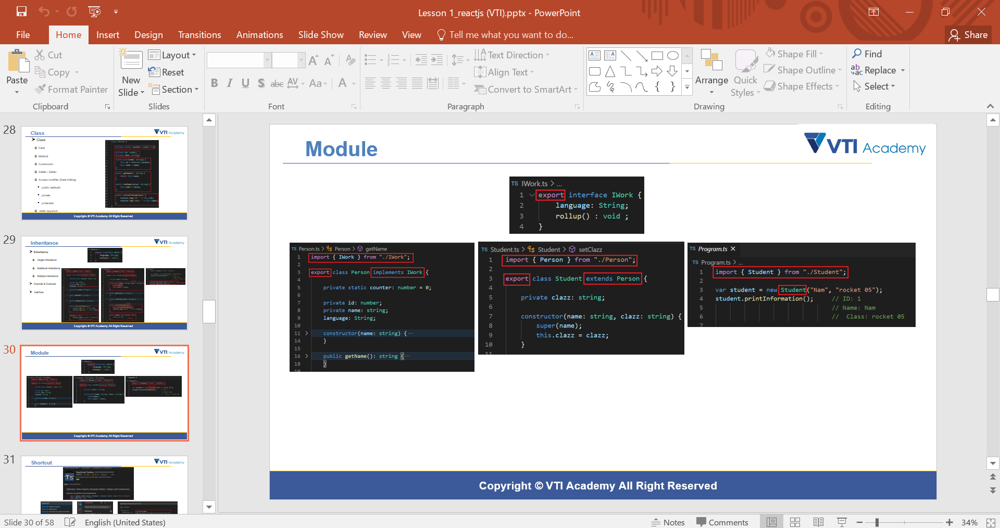 Lesson 1_reactjs (VTI).pptx - PowerPoint
File Home Insert Design Transitions Animations Slide Show Review View Tell me what you want to do... Share
Paste
Cut
Copy
Format Painter
Clipboard
New Slide
Layout
Reset
Section
Slides
Font
Text Direction
Align Text
Convert to SmartArt
Paragraph
Arrange
Quick Styles
Shape Fill
Shape Outline
Shape Effects
Drawing
Find
Replace
Select
Editing
28
Class
VTI Academy
Class
Field
Method
Constructor
Getter / Setter
Access modifier (Data Hiding)
public (default)
private
protected
static keyword
Copyright © VTI Academy All Right Reserved
29
Inheritance
VTI Academy
Inheritance
Single inheritance
Multilevel inheritance
Multiple inheritance
Override & Overload
Interface
Copyright © VTI Academy All Right Reserved
30
Module
VTI Academy
Copyright © VTI Academy All Right Reserved
31
Shortcut
VTI Academy
TypeScript Toolbox
Module
VTI Academy
TS IWork.ts > ...
1 export interface IWork {
2 language: String;
3 rollup() : void ;
4 }
TS Person.ts > Person > getName
1 import { IWork } from "./IWork";
2
3 export class Person implements IWork {
4
5 private static counter: number = 0;
6
7 private id: number;
8 private name: string;
9 language: String;
10
11 > constructor(name: string) { ...
14 }
15
16 > public getName(): string { ...
18 }
19
TS Student.ts > Student > setClazz
1 import { Person } from "./Person";
2
3 export class Student extends Person {
4
5 private clazz: string;
6
7 constructor(name: string, clazz: string) {
8 super(name);
9 this.clazz = clazz;
10 }
11
TS Program.ts ×
TS Program.ts > ...
1 import { Student } from "./Student";
2
3 var student = new Student("Nam", "rocket 05");
4 student.printInformation(); // ID: 1
5 // Name: Nam
6 // Class: rocket 05
7
Copyright © VTI Academy All Right Reserved
Slide 30 of 58 English (United States) Notes Comments 34%